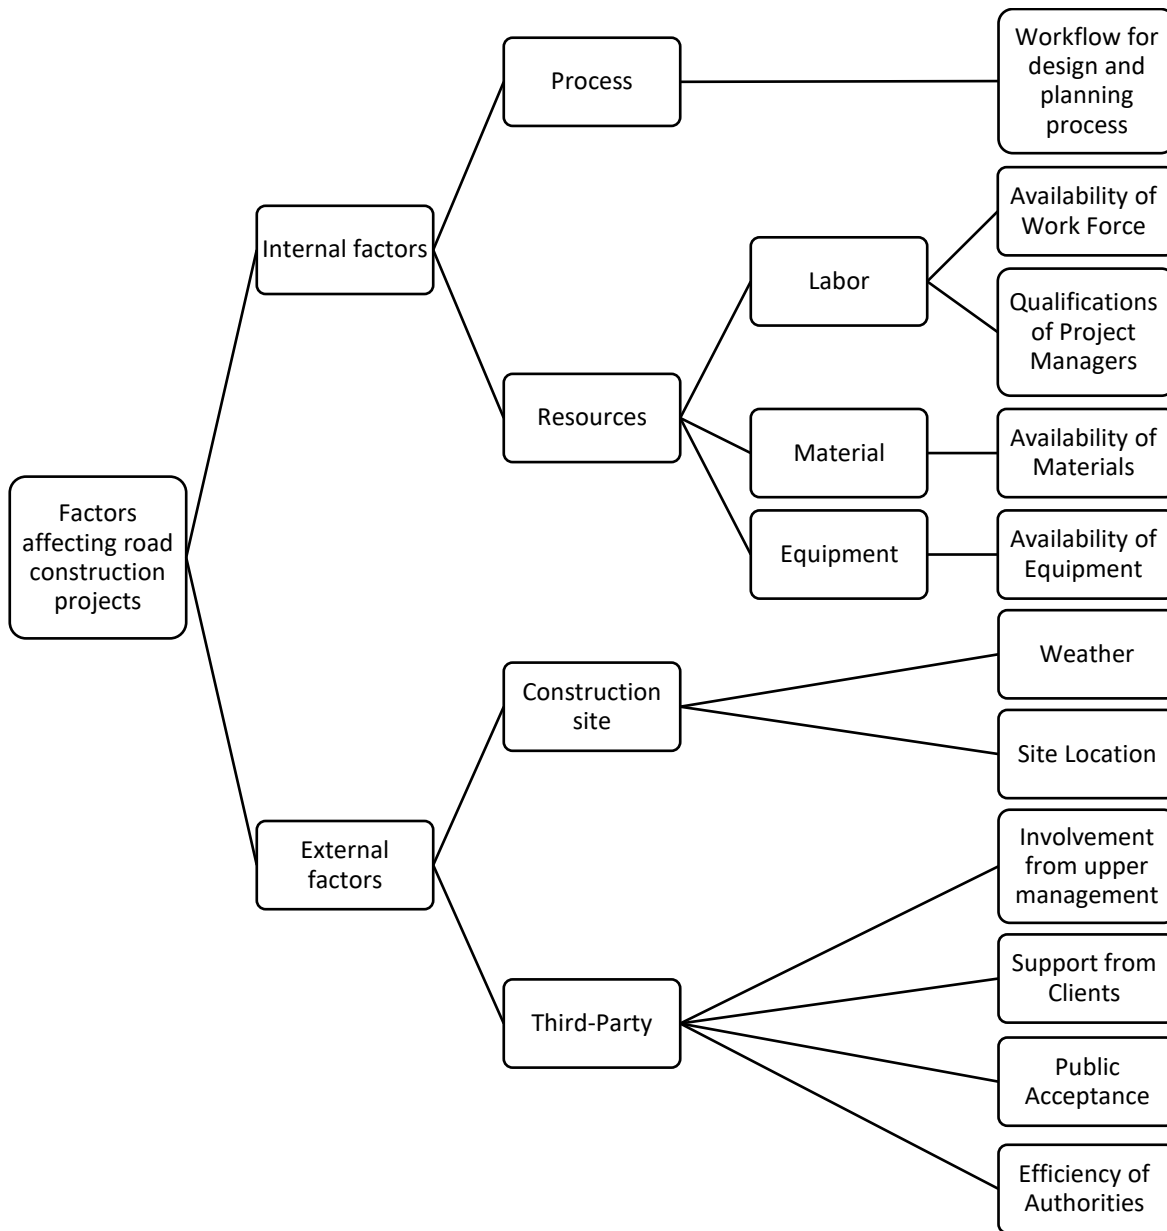 Factors
affecting road
construction
projects
Internal factors
Process
Workflow for
design and
planning
process
Resources
Labor
Availability of
Work Force
Qualifications
of Project
Managers
Material
Availability of
Materials
Equipment
Availability of
Equipment
External
factors
Construction
site
Weather
Site Location
Third-Party
Involvement
from upper
management
Support from
Clients
Public
Acceptance
Efficiency of
Authorities